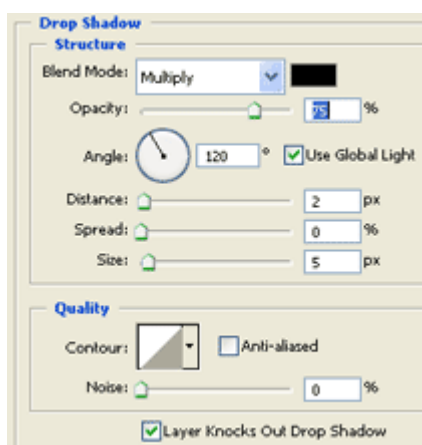 Drop Shadow
Structure
Blend Mode: Multiply
Opacity: 75 %
Angle: 120 ° Use Global Light
Distance: 2 px
Spread: 0 %
Size: 5 px
Quality
Contour: Anti-aliased
Noise: 0 %
Layer Knocks Out Drop Shadow